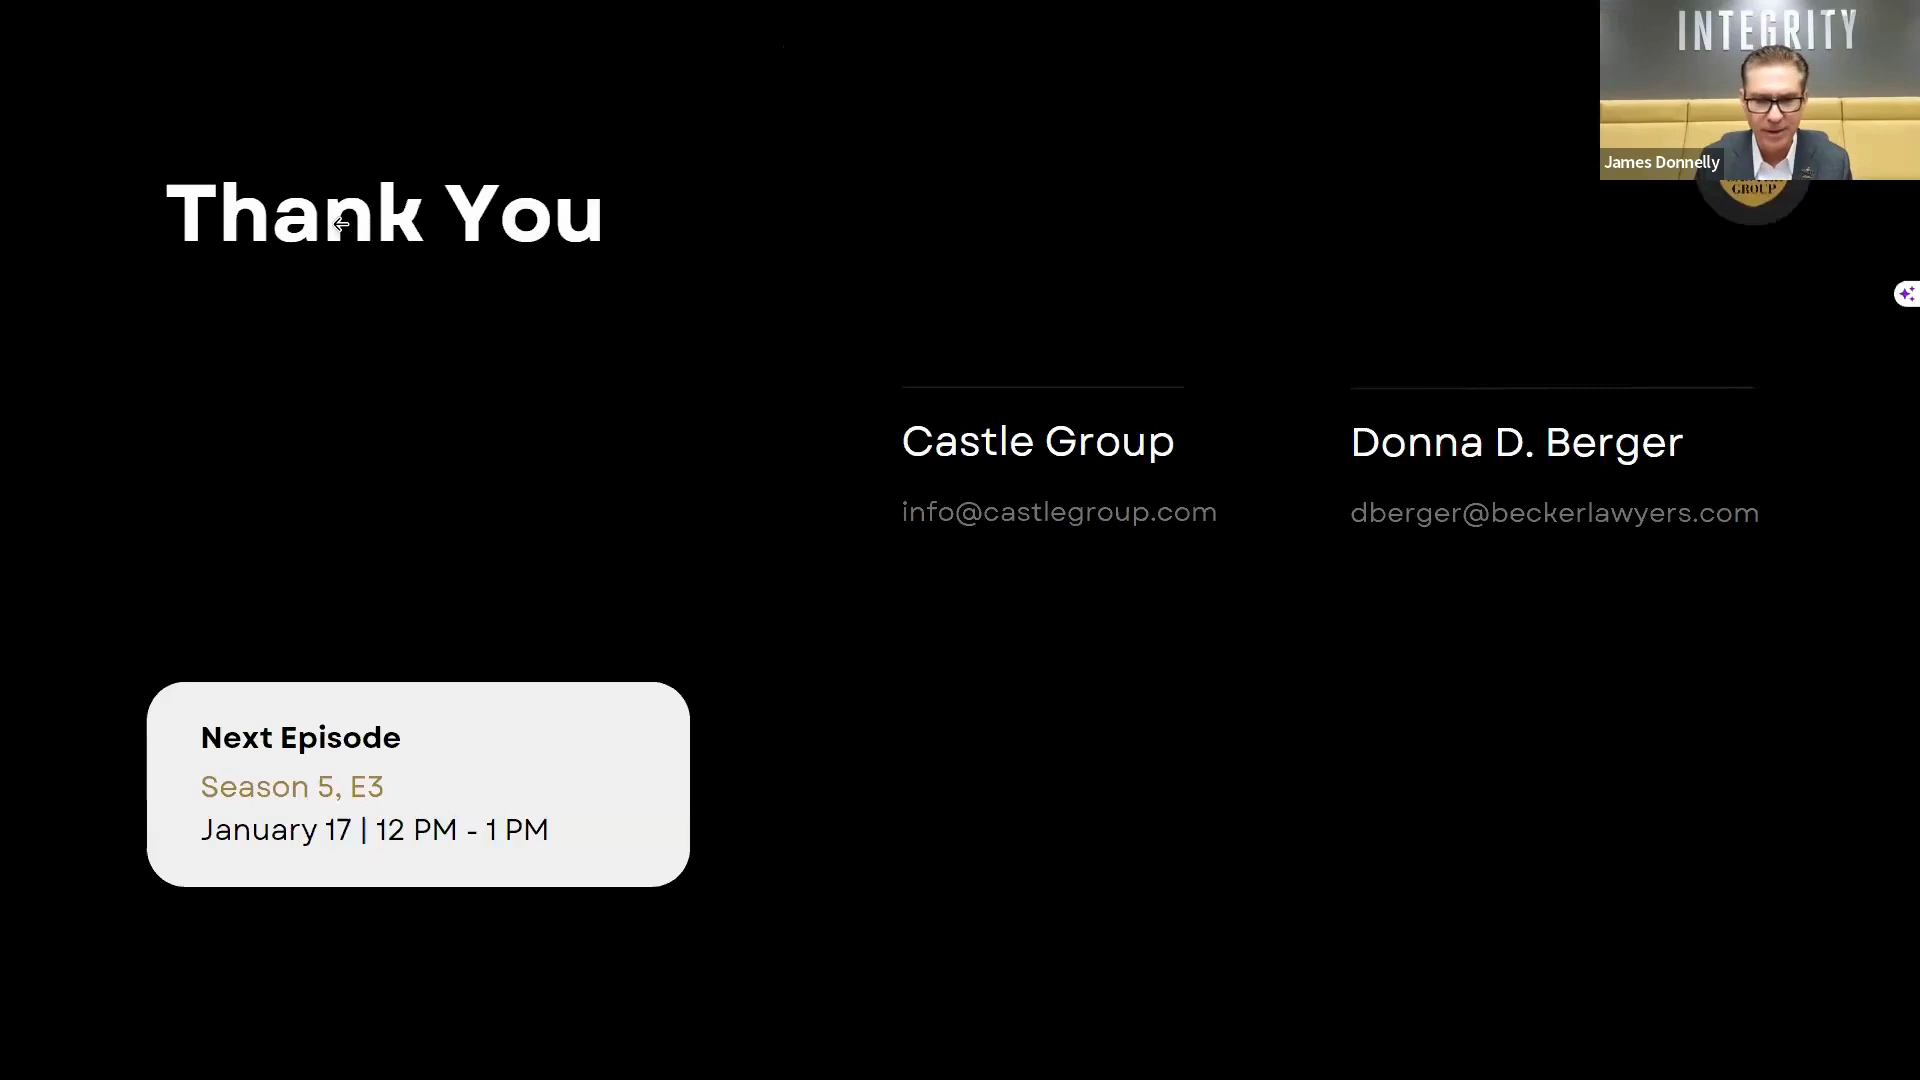 INTEGRITY
James Donnelly
GROUP
Thank You
Castle Group
info@castlegroup.com
Donna D. Berger
dberger@beckerlawyers.com
Next Episode
Season 5, E3
January 17 | 12 PM - 1 PM